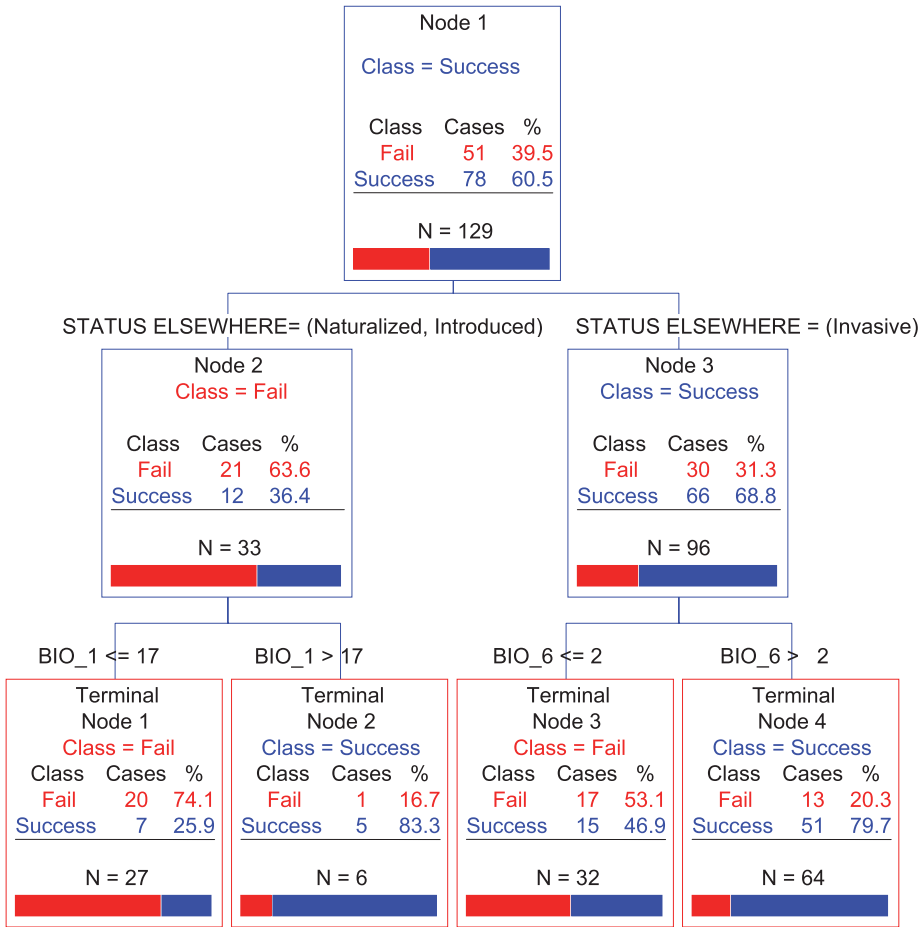 Node 1
Class = Success
Class Cases %
Fail 51 39.5
Success 78 60.5
N = 129
STATUS ELSEWHERE= (Naturalized, Introduced)
STATUS ELSEWHERE = (Invasive)
Node 2
Class = Fail
Class Cases %
Fail 21 63.6
Success 12 36.4
N = 33
Node 3
Class = Success
Class Cases %
Fail 30 31.3
Success 66 68.8
N = 96
BIO_1 <= 17
BIO_1 > 17
BIO_6 <= 2
BIO_6 > 2
Terminal
Node 1
Class = Fail
Class Cases %
Fail 20 74.1
Success 7 25.9
N = 27
Terminal
Node 2
Class = Success
Class Cases %
Fail 1 16.7
Success 5 83.3
N = 6
Terminal
Node 3
Class = Fail
Class Cases %
Fail 17 53.1
Success 15 46.9
N = 32
Terminal
Node 4
Class = Success
Class Cases %
Fail 13 20.3
Success 51 79.7
N = 64